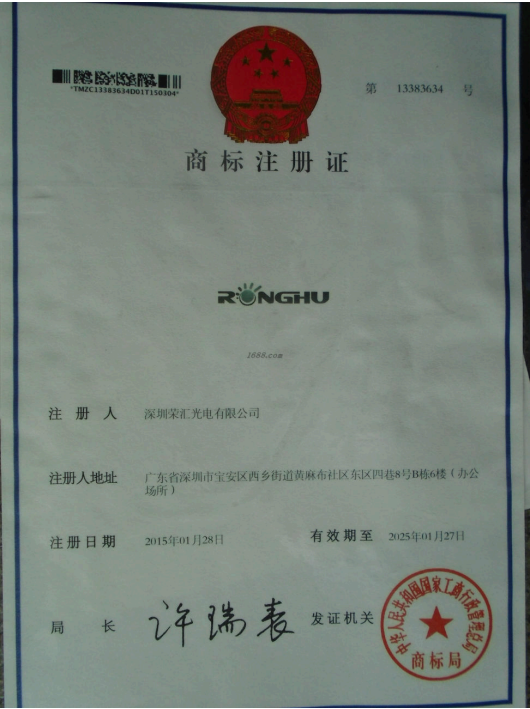 *TMZC13383634D01T150304*
第 13383634 号
商标注册证
RONGHU
1688.com
注册人 深圳荣汇光电有限公司
注册人地址 广东省深圳市宝安区西乡街道黄麻布社区东区四巷8号B栋6楼（办公
场所）
注册日期 2015年01月28日 有效期至 2025年01月27日
局长 许瑞表 发证机关
中华人民共和国国家工商行政管理总局
商标局